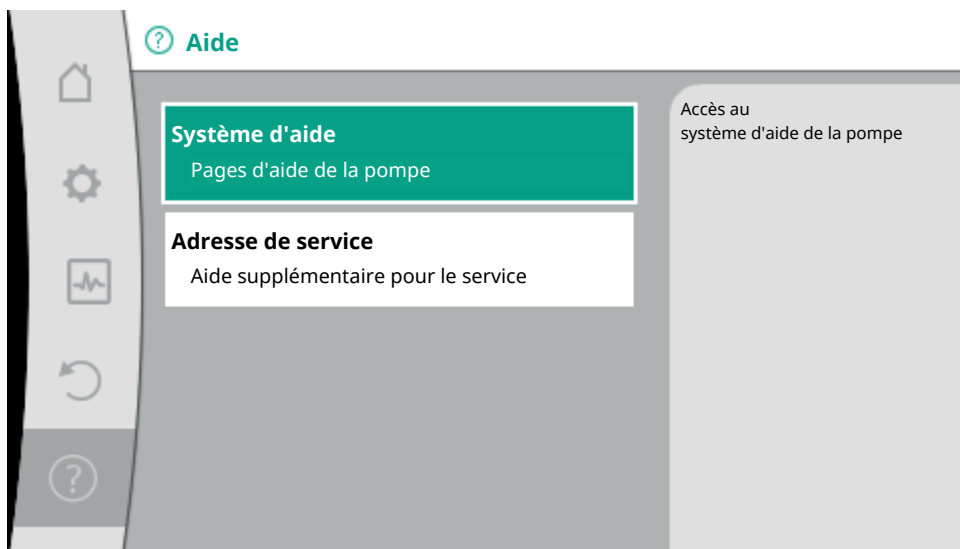 Aide
Système d'aide
Pages d'aide de la pompe
Adresse de service
Aide supplémentaire pour le service
Accès au
système d'aide de la pompe